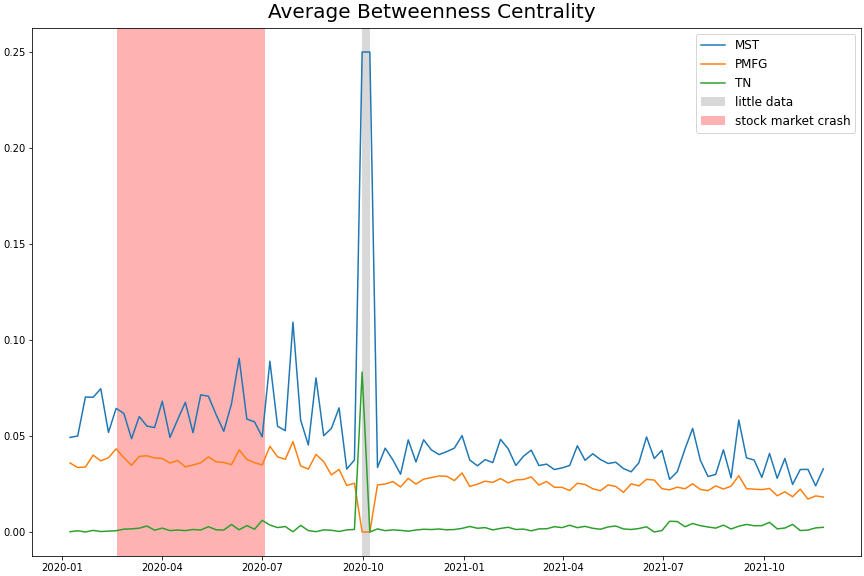 Average Betweenness Centrality
0.25
0.20
0.15
0.10
0.05
0.00
MST
PMFG
TN
little data
stock market crash
2020-01 2020-04 2020-07 2020-10 2021-01 2021-04 2021-07 2021-10